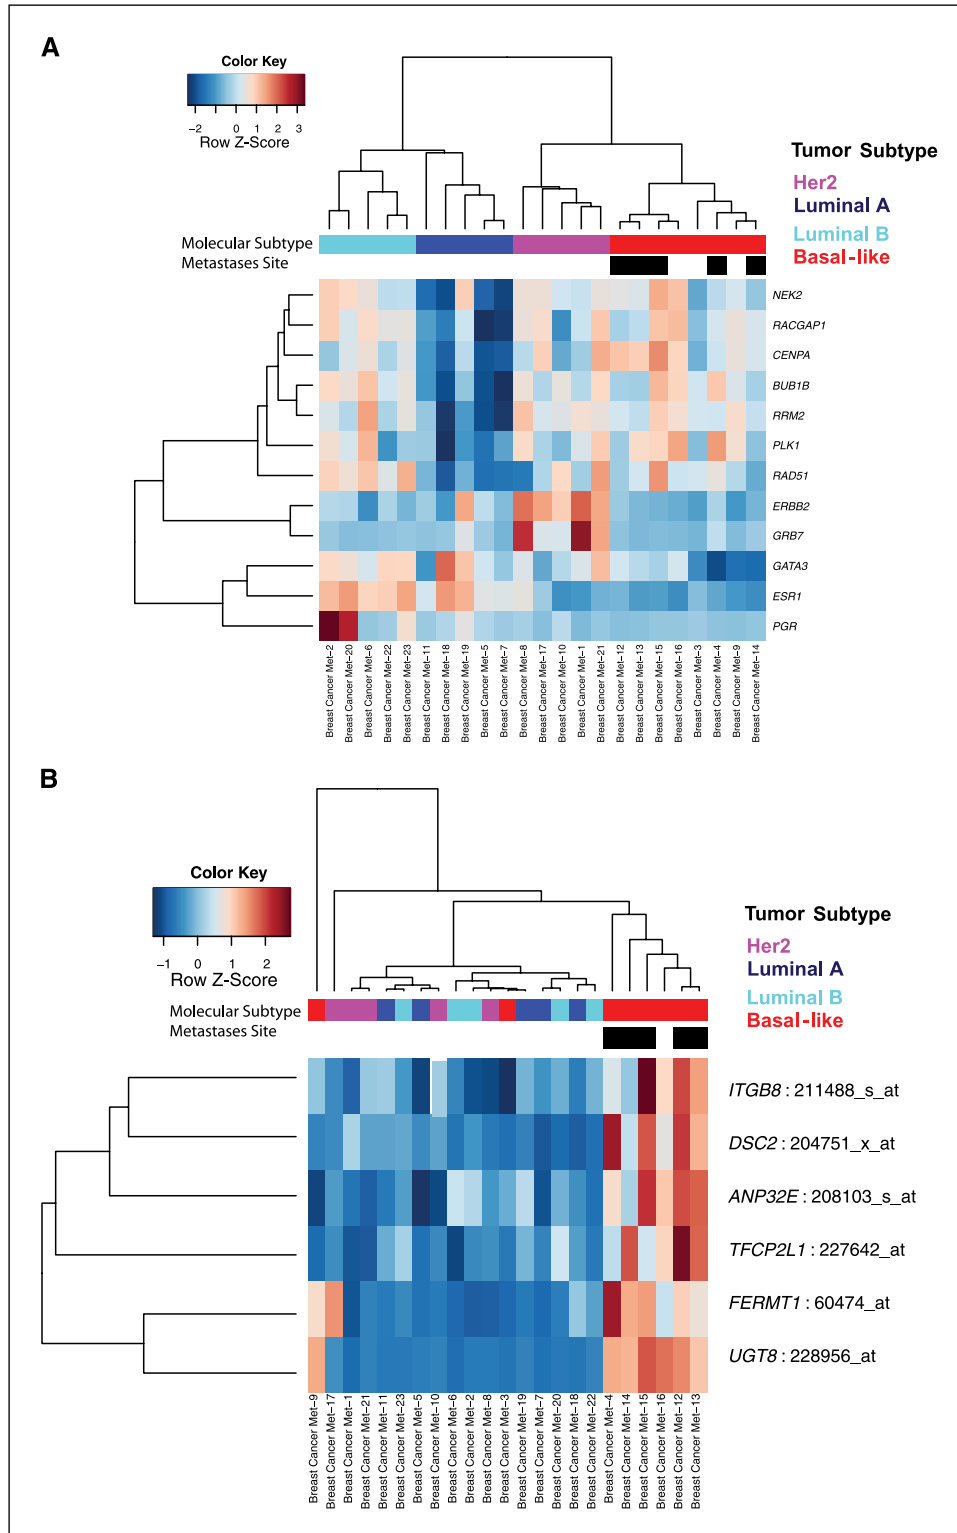 A
Color Key
−2 0 1 2 3
Row Z-Score
Tumor Subtype
Her2
Luminal A
Luminal B
Basal-like
Molecular Subtype
Metastases Site
NEK2
RACGAP1
CENPA
BUB1B
RRM2
PLK1
RAD51
ERBB2
GRB7
GATA3
ESR1
PGR
Breast Cancer Met−2
Breast Cancer Met−20
Breast Cancer Met−6
Breast Cancer Met−22
Breast Cancer Met−23
Breast Cancer Met−11
Breast Cancer Met−18
Breast Cancer Met−19
Breast Cancer Met−5
Breast Cancer Met−7
Breast Cancer Met−8
Breast Cancer Met−17
Breast Cancer Met−10
Breast Cancer Met−1
Breast Cancer Met−21
Breast Cancer Met−12
Breast Cancer Met−13
Breast Cancer Met−15
Breast Cancer Met−16
Breast Cancer Met−3
Breast Cancer Met−4
Breast Cancer Met−9
Breast Cancer Met−14
B
Color Key
−1 0 1 2
Row Z-Score
Tumor Subtype
Her2
Luminal A
Luminal B
Basal-like
Molecular Subtype
Metastases Site
ITGB8 : 211488_s_at
DSC2 : 204751_x_at
ANP32E : 208103_s_at
TFCP2L1 : 227642_at
FERMT1 : 60474_at
UGT8 : 228956_at
Breast Cancer Met−9
Breast Cancer Met−17
Breast Cancer Met−1
Breast Cancer Met−21
Breast Cancer Met−11
Breast Cancer Met−23
Breast Cancer Met−5
Breast Cancer Met−10
Breast Cancer Met−6
Breast Cancer Met−2
Breast Cancer Met−8
Breast Cancer Met−3
Breast Cancer Met−19
Breast Cancer Met−7
Breast Cancer Met−20
Breast Cancer Met−18
Breast Cancer Met−22
Breast Cancer Met−4
Breast Cancer Met−14
Breast Cancer Met−15
Breast Cancer Met−16
Breast Cancer Met−12
Breast Cancer Met−13